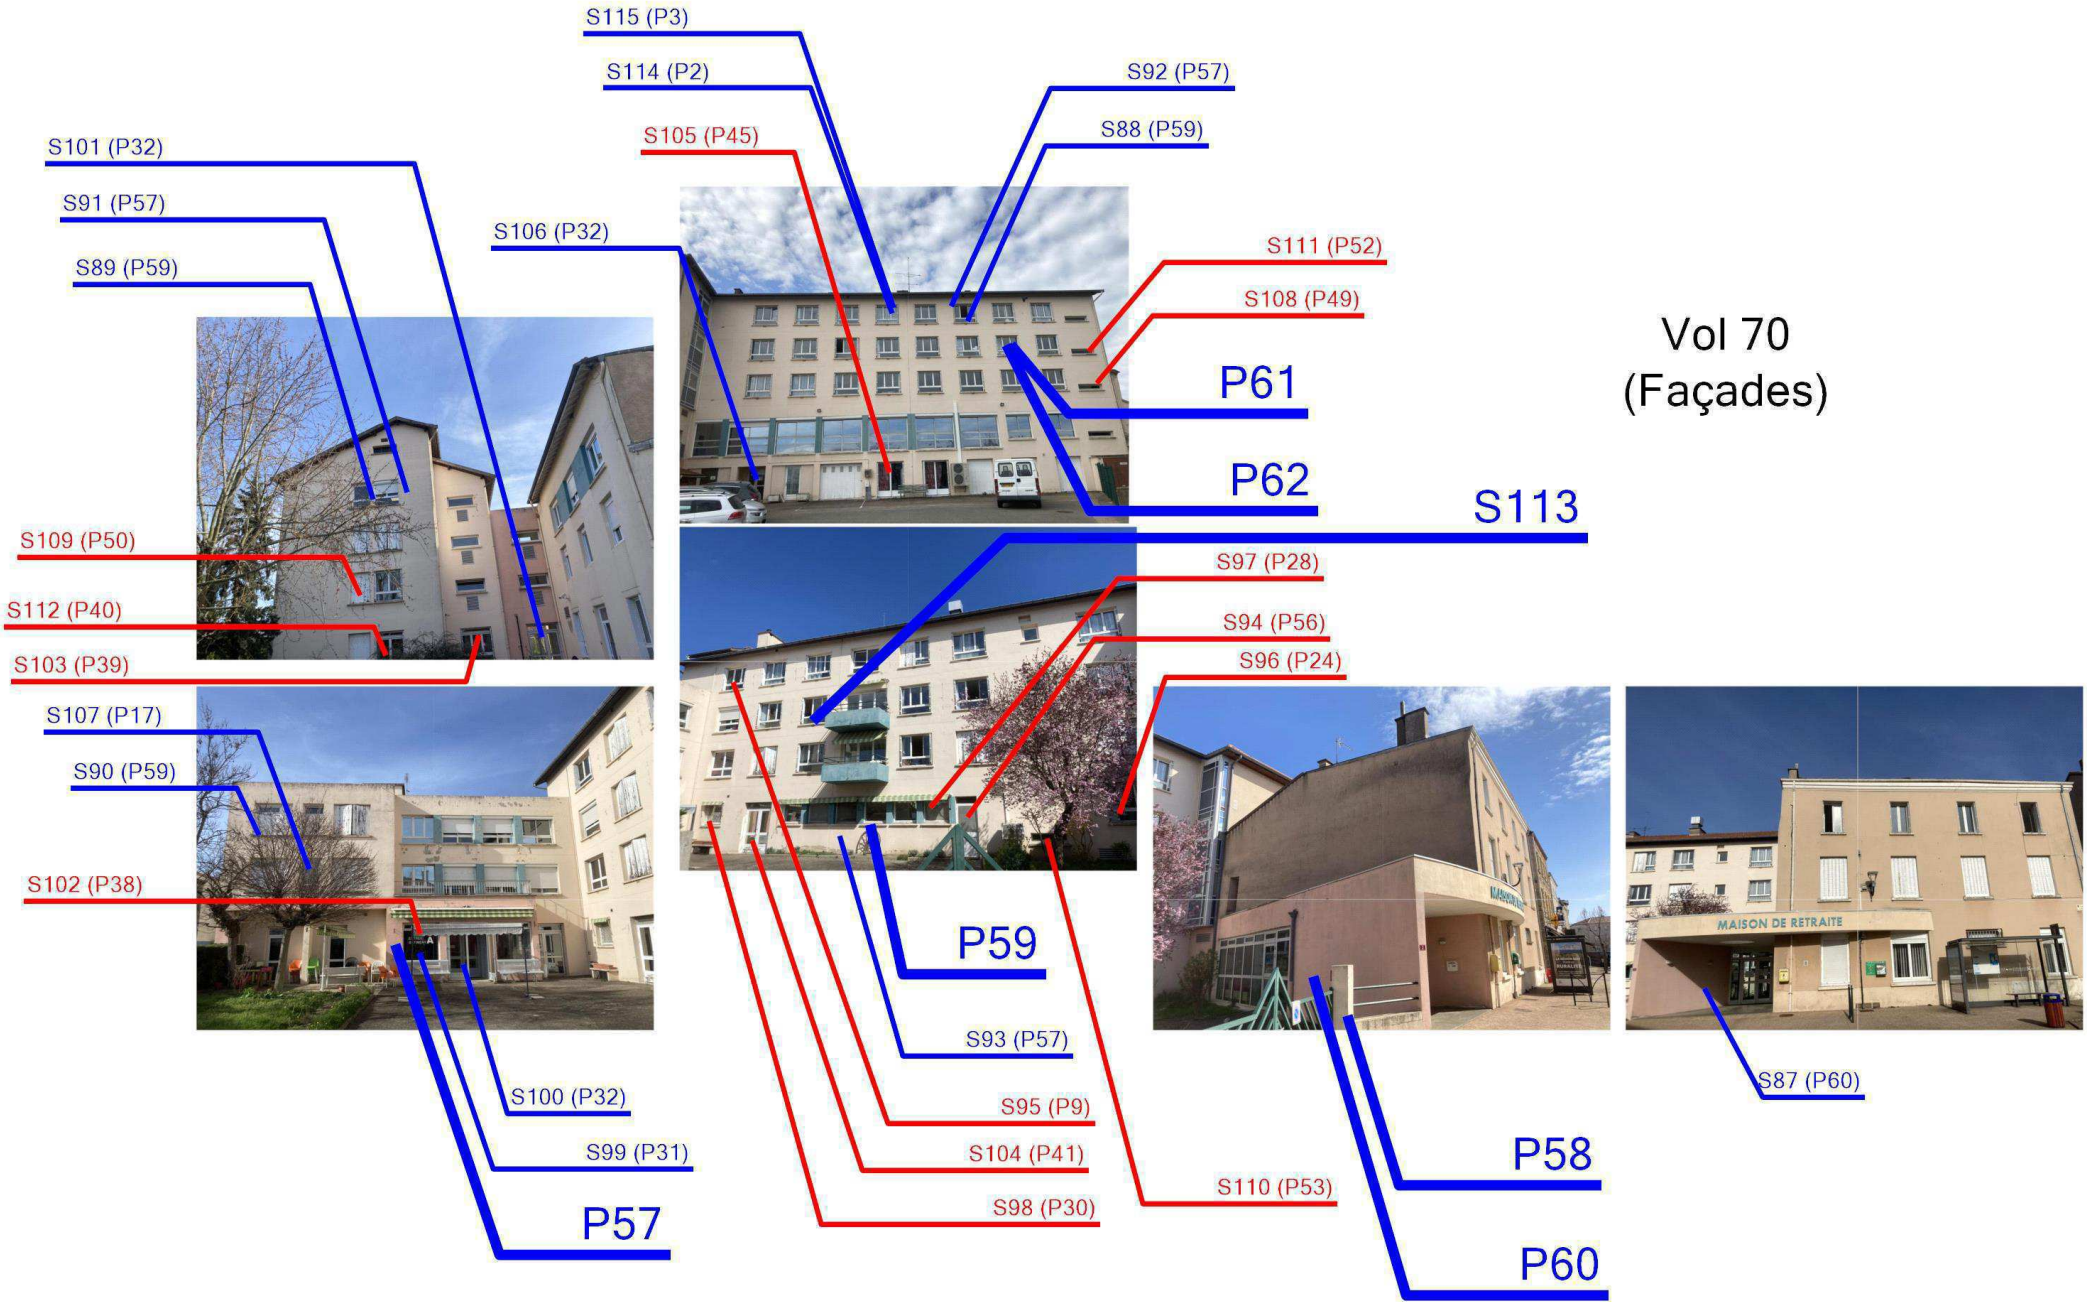 S115 (P3)
S114 (P2)
S92 (P57)
S105 (P45)
S88 (P59)
S101 (P32)
S91 (P57)
S106 (P32)
S89 (P59)
S111 (P52)
S108 (P49)
Vol 70
(Façades)
P61
P62
S113
S109 (P50)
S97 (P28)
S112 (P40)
S94 (P56)
S103 (P39)
S96 (P24)
S107 (P17)
S90 (P59)
S102 (P38)
MAISON DE RETRAITE
P59
S93 (P57)
S87 (P60)
S100 (P32)
S95 (P9)
S99 (P31)
S104 (P41)
P58
S110 (P53)
S98 (P30)
P57
P60